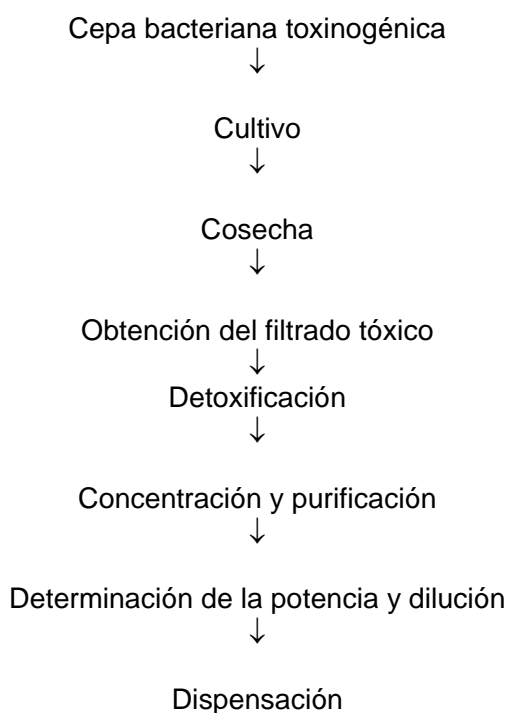 Cepa bacteriana toxinogénica
↓
Cultivo
↓
Cosecha
↓
Obtención del filtrado tóxico
↓
Detoxificación
↓
Concentración y purificación
↓
Determinación de la potencia y dilución
↓
Dispensación